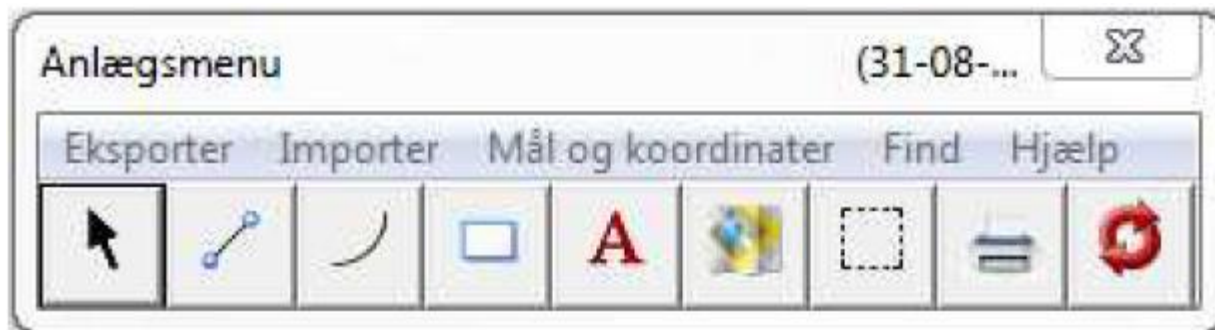 Anlægsmenu (31-08-...
Eksporter Importer Mål og koordinater Find Hjælp
A